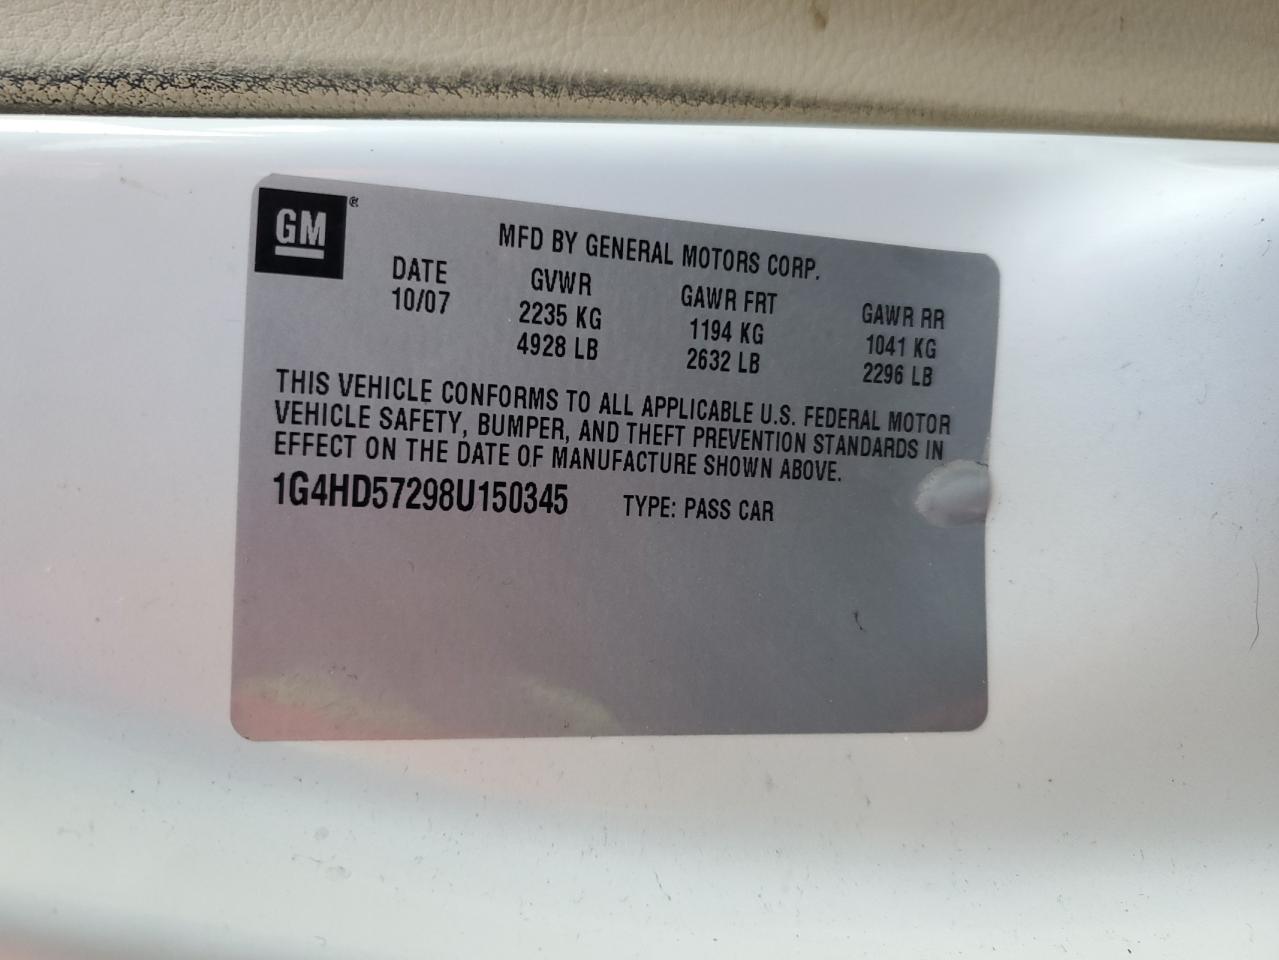 GM®
MFD BY GENERAL MOTORS CORP.
DATE GVWR GAWR FRT GAWR RR
10/07 2235 KG 1194 KG 1041 KG
4928 LB 2632 LB 2296 LB
THIS VEHICLE CONFORMS TO ALL APPLICABLE U.S. FEDERAL MOTOR
VEHICLE SAFETY, BUMPER, AND THEFT PREVENTION STANDARDS IN
EFFECT ON THE DATE OF MANUFACTURE SHOWN ABOVE.
1G4HD57298U150345 TYPE: PASS CAR